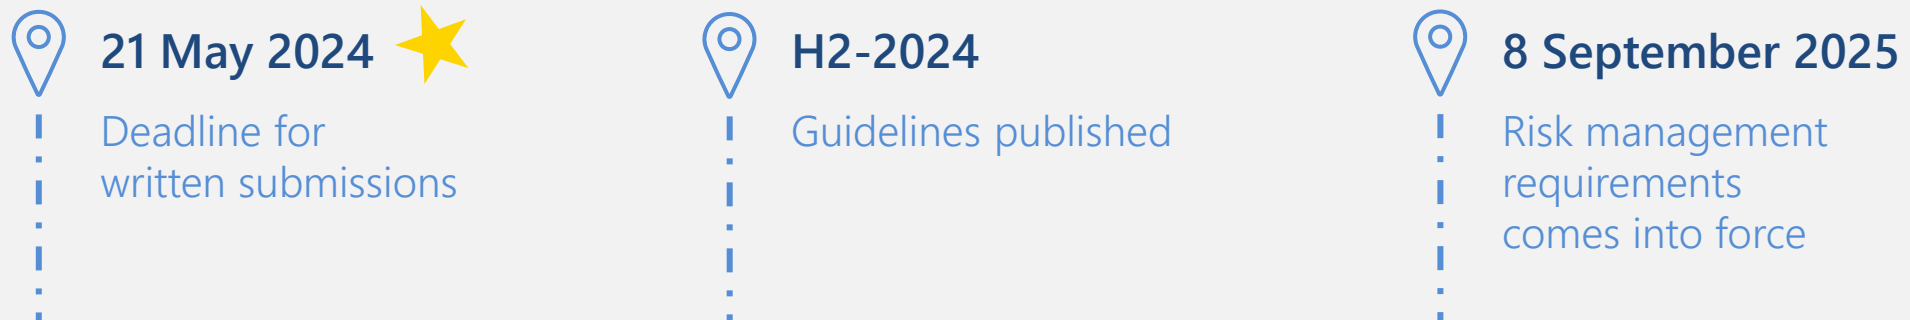 21 May 2024
Deadline for
written submissions
H2-2024
Guidelines published
8 September 2025
Risk management
requirements
comes into force